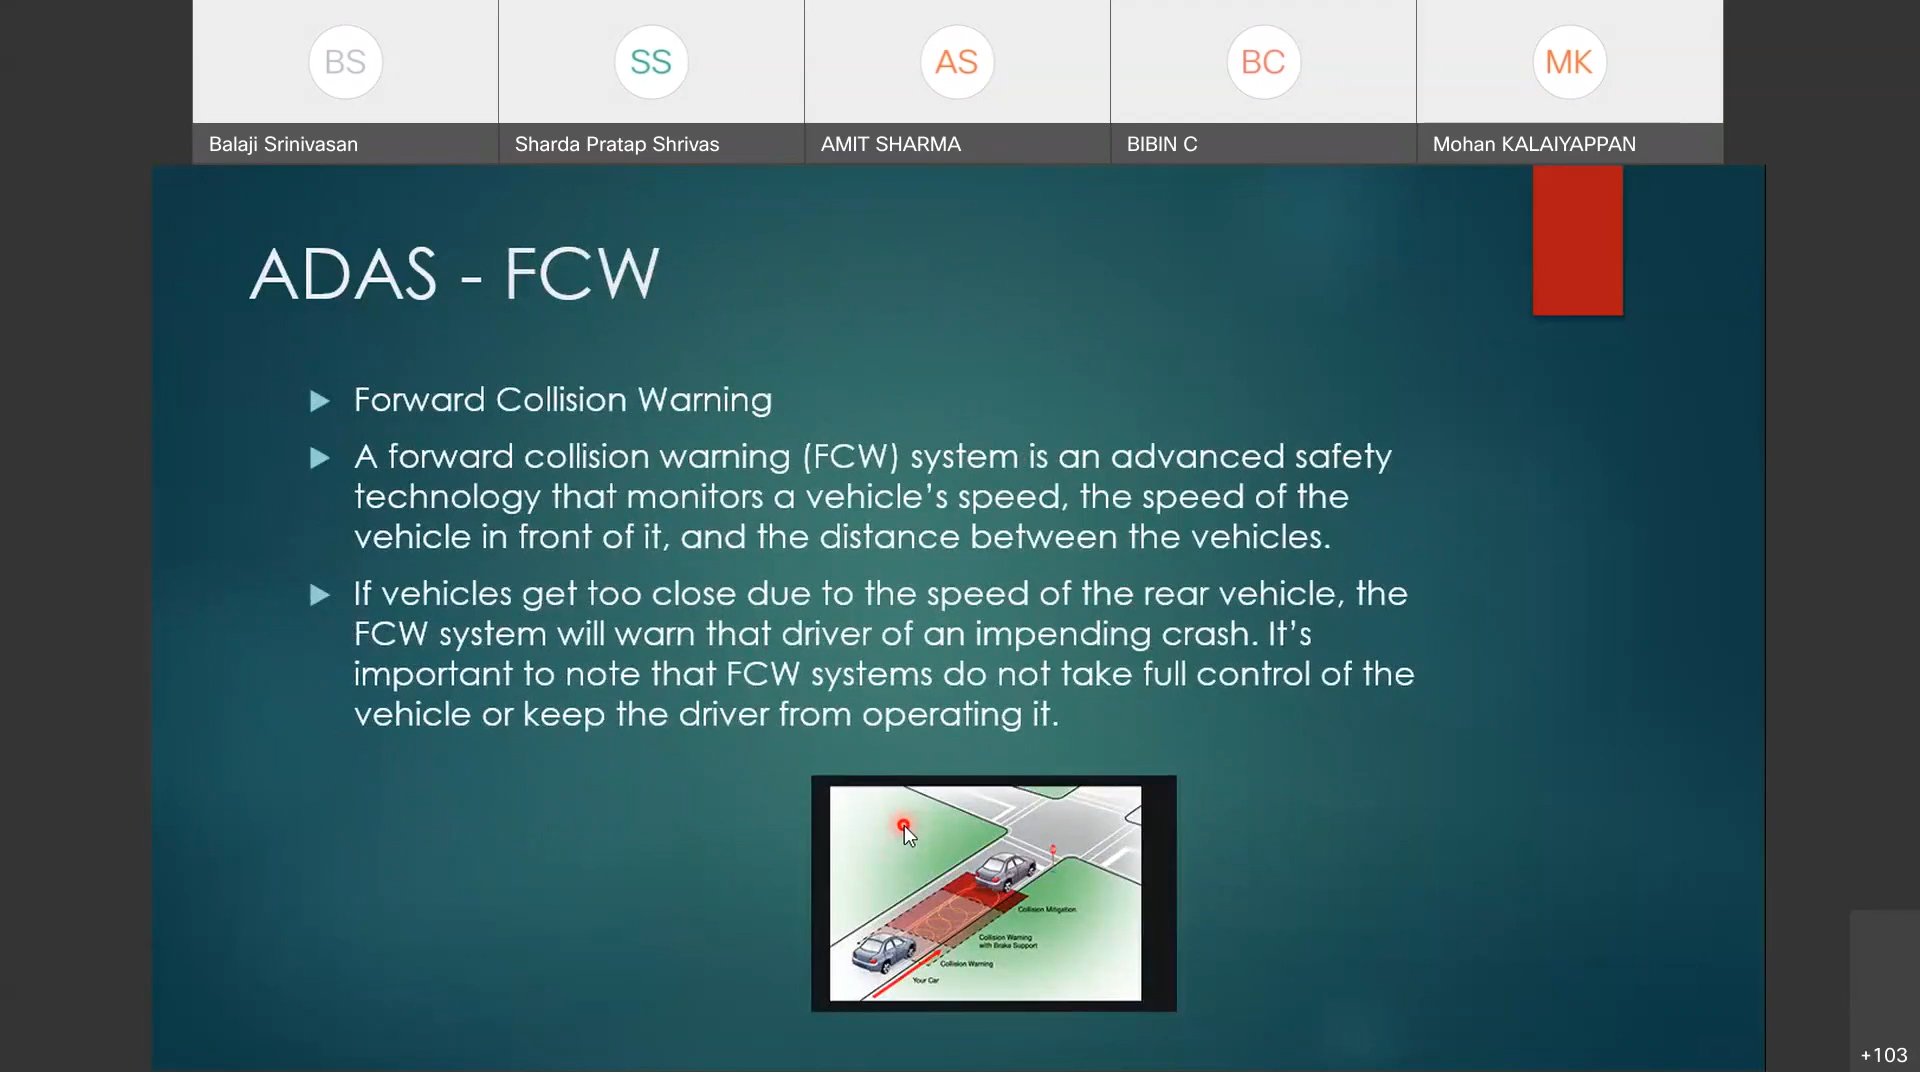 BS
SS
AS
BC
MK
Balaji Srinivasan
Sharda Pratap Shrivas
AMIT SHARMA
BIBIN C
Mohan KALAIYAPPAN
ADAS - FCW
Forward Collision Warning
A forward collision warning (FCW) system is an advanced safety
technology that monitors a vehicle’s speed, the speed of the
vehicle in front of it, and the distance between the vehicles.
If vehicles get too close due to the speed of the rear vehicle, the
FCW system will warn that driver of an impending crash. It’s
important to note that FCW systems do not take full control of the
vehicle or keep the driver from operating it.
Collision Mitigation
Collision Warning
with Brake Support
Collision Warning
Your Car
+103